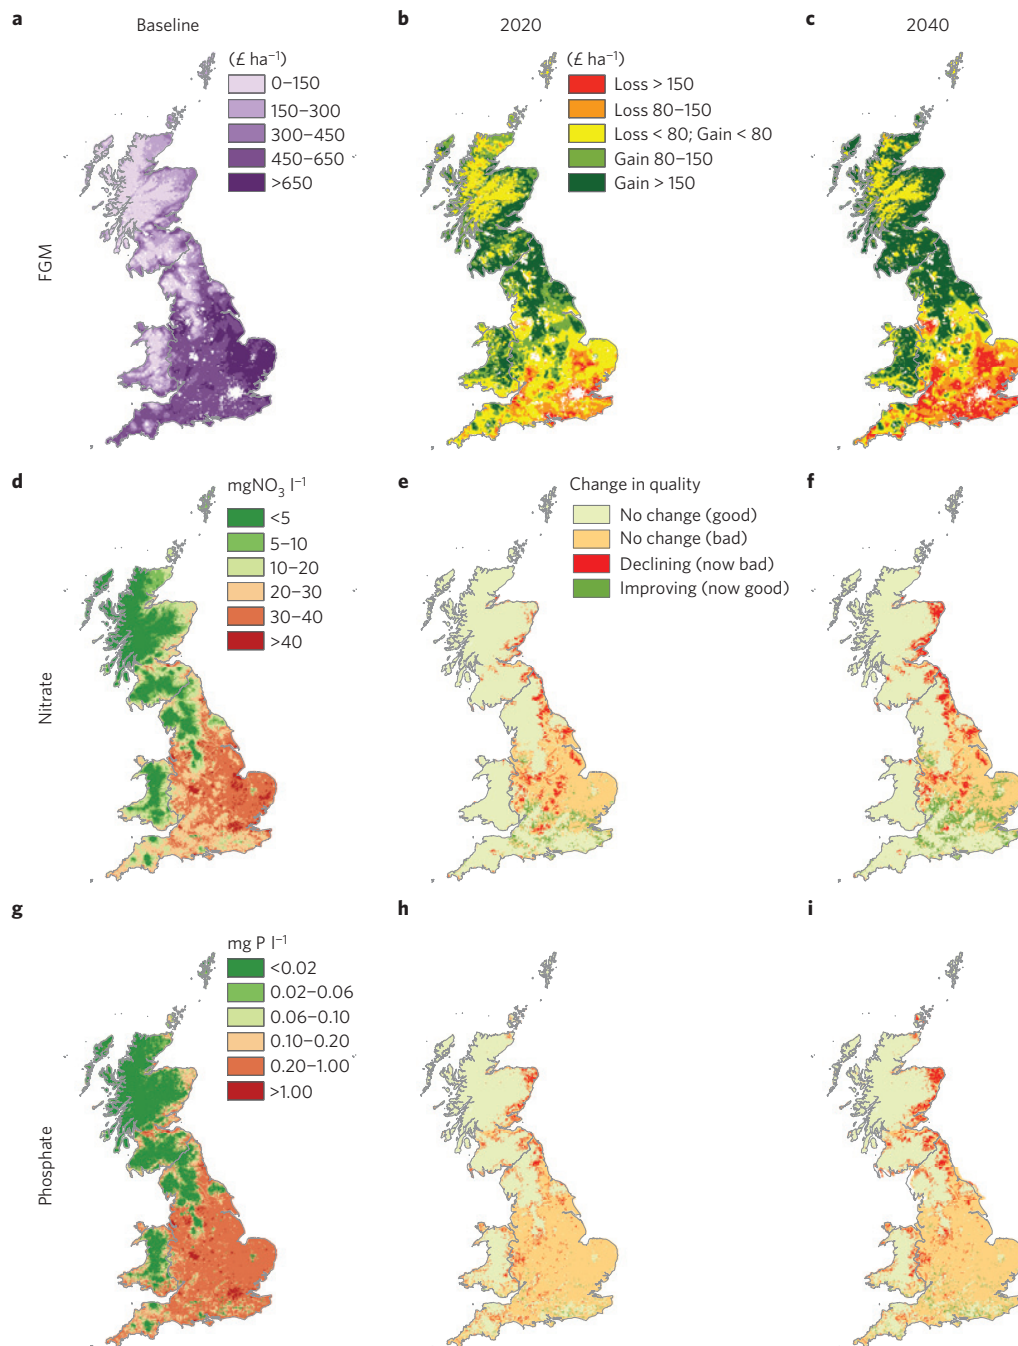 a
Baseline
b
2020
c
2040
(£ ha⁻¹)
0–150
150–300
300–450
450–650
>650
(£ ha⁻¹)
Loss > 150
Loss 80–150
Loss < 80; Gain < 80
Gain 80–150
Gain > 150
FGM
d
mgNO₃ l⁻¹
<5
5–10
10–20
20–30
30–40
>40
e
Change in quality
No change (good)
No change (bad)
Declining (now bad)
Improving (now good)
f
Nitrate
g
mg P l⁻¹
<0.02
0.02–0.06
0.06–0.10
0.10–0.20
0.20–1.00
>1.00
h
i
Phosphate